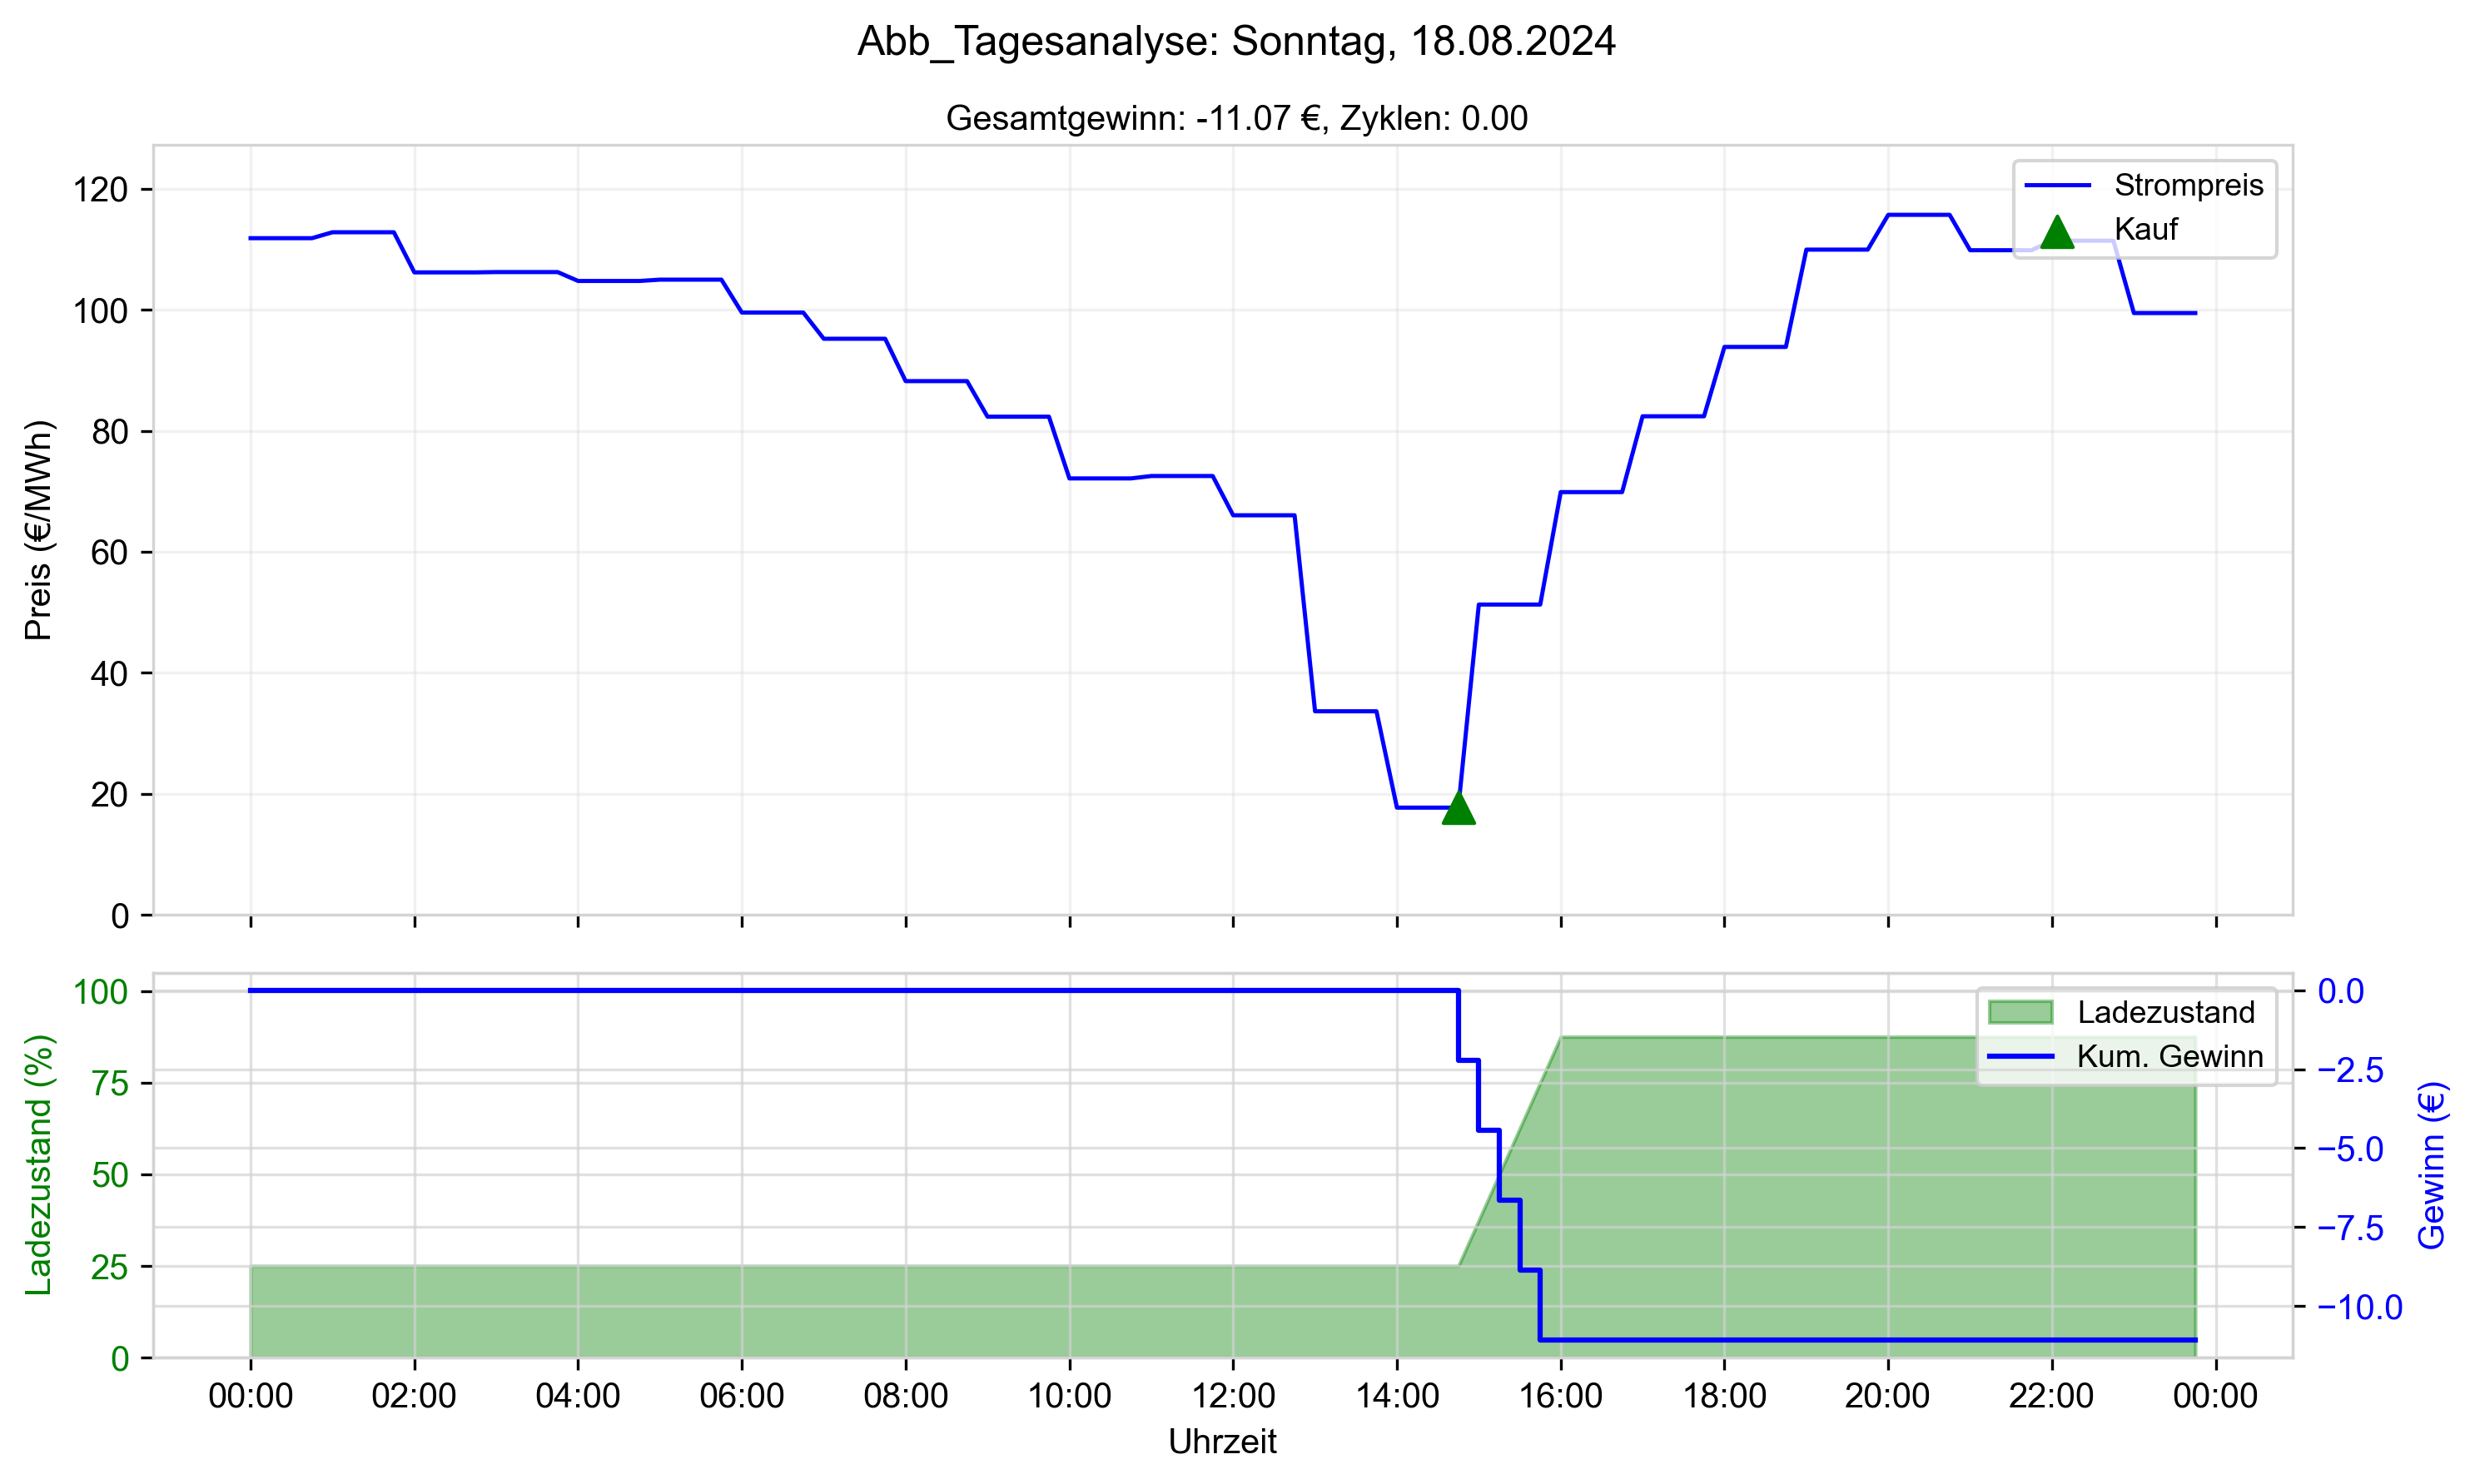 Abb_Tagesanalyse: Sonntag, 18.08.2024
Gesamtgewinn: -11.07 €, Zyklen: 0.00
Preis (€/MWh)
120
100
80
60
40
20
0
Strompreis
Kauf
Ladezustand (%)
100
75
50
25
0
Ladezustand
Kum. Gewinn
0.0
−2.5
−5.0
−7.5
−10.0
Gewinn (€)
00:00 02:00 04:00 06:00 08:00 10:00 12:00 14:00 16:00 18:00 20:00 22:00 00:00
Uhrzeit